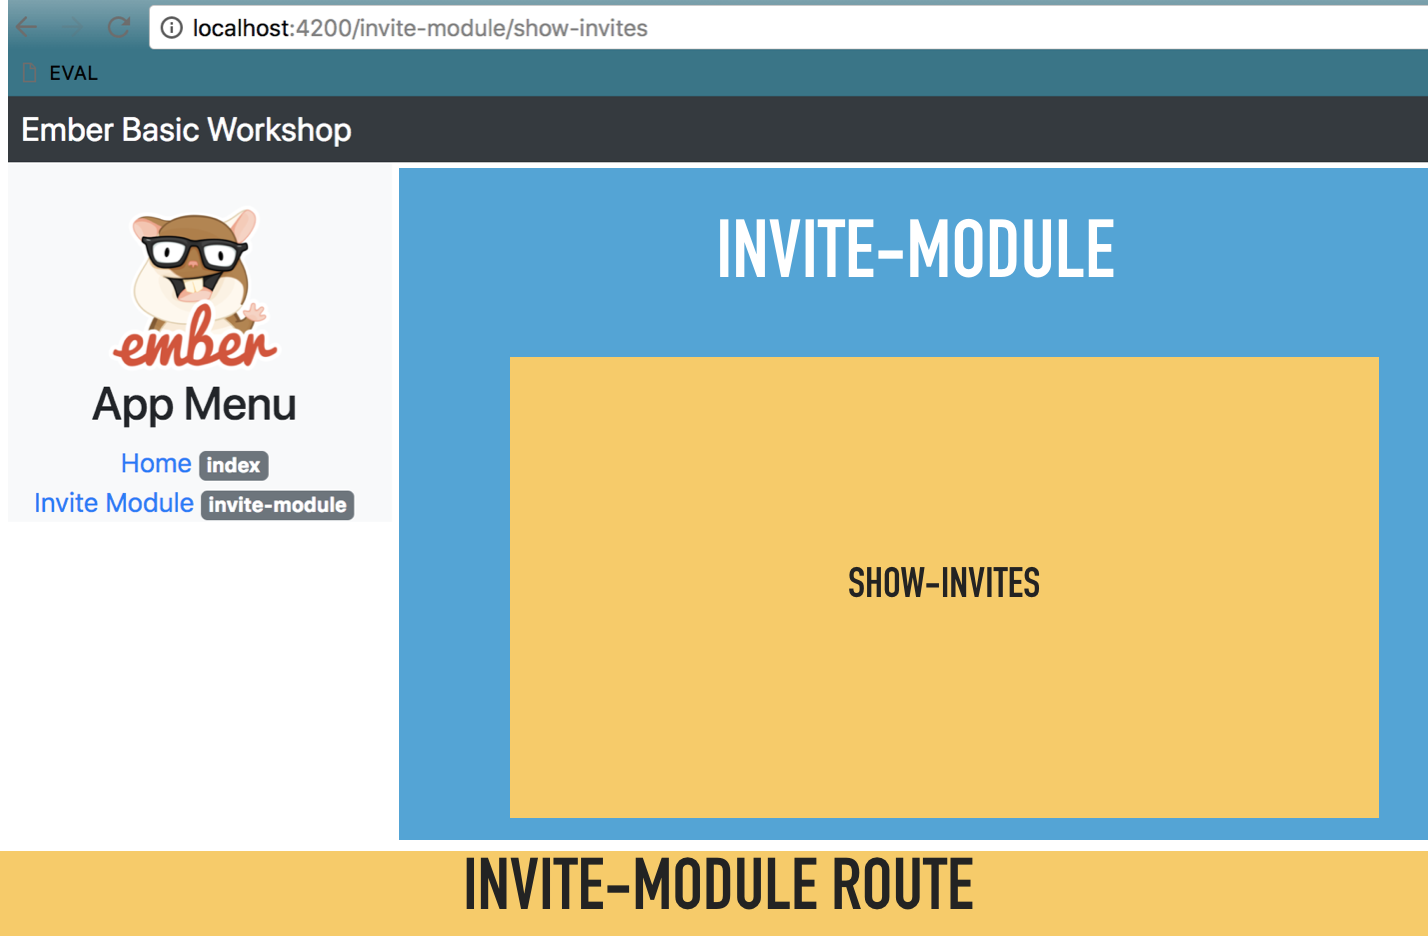 localhost:4200/invite-module/show-invites
EVAL
Ember Basic Workshop
ember
App Menu
Home index
Invite Module invite-module
INVITE-MODULE
SHOW-INVITES
INVITE-MODULE ROUTE